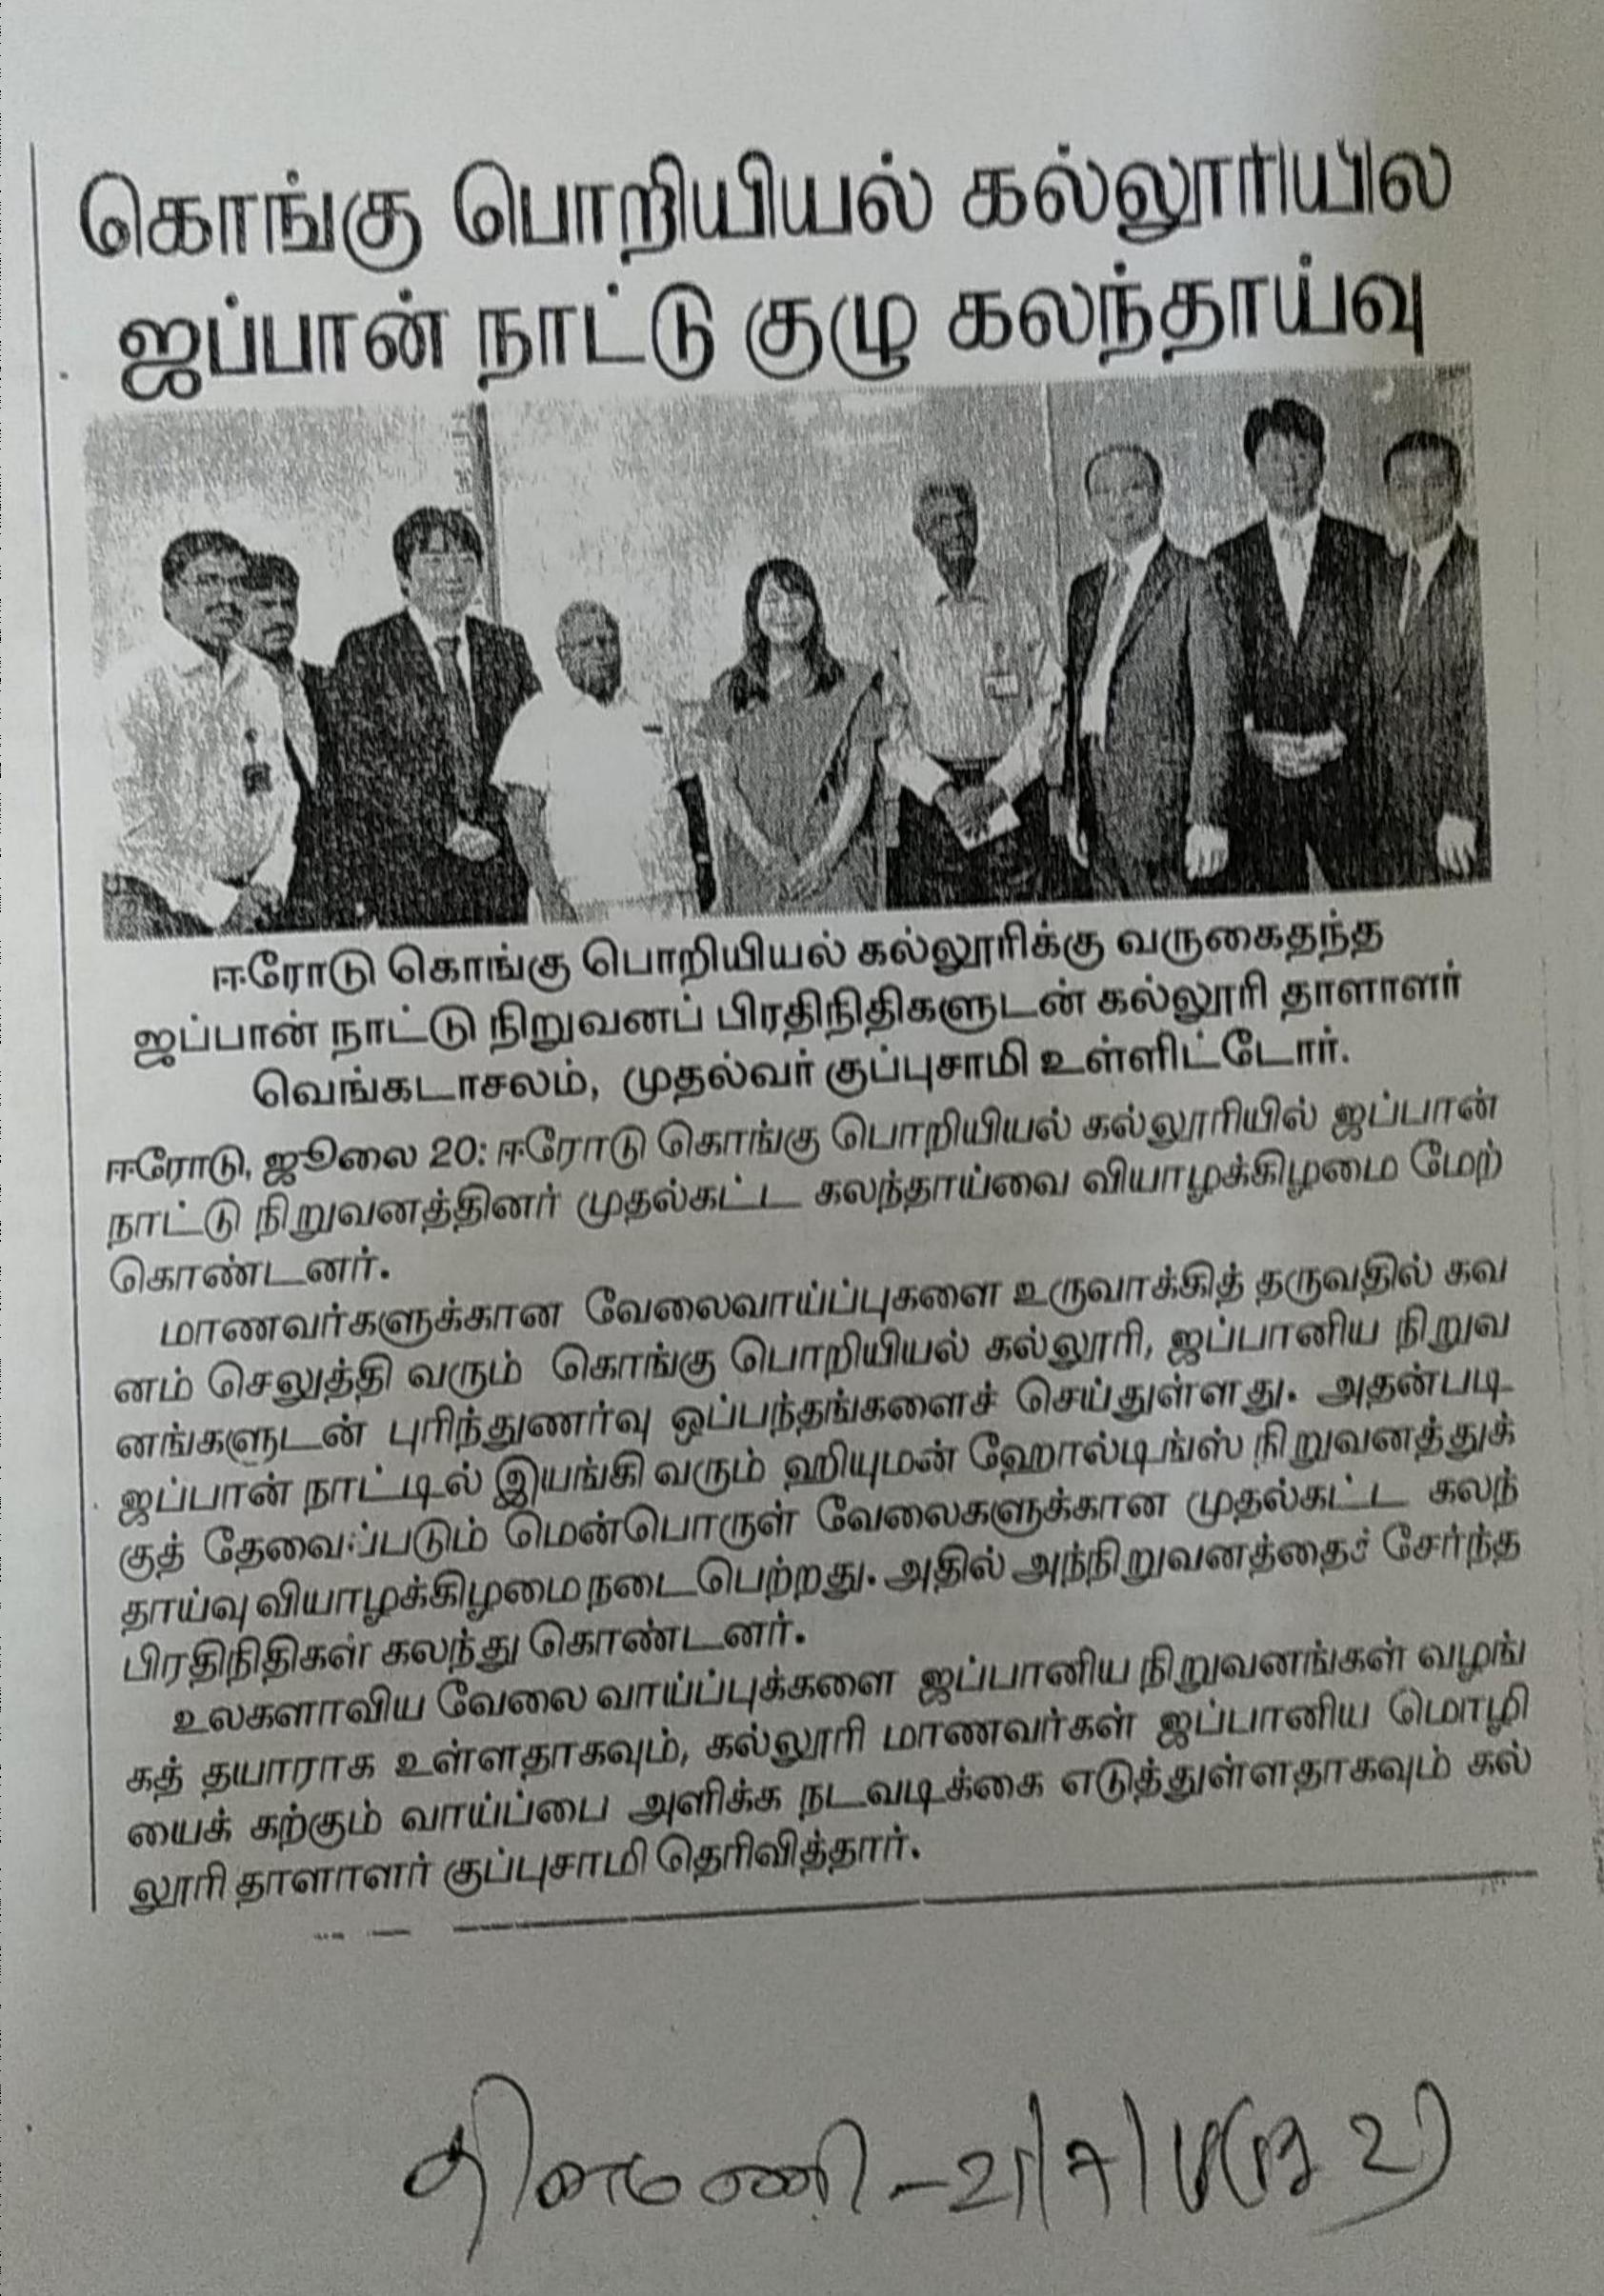 கொங்கு பொறியியல் கல்லூரியில்
ஜப்பான் நாட்டு குழு கலந்தாய்வு
ஈரோடு கொங்கு பொறியியல் கல்லூரிக்கு வருகைதந்த
ஜப்பான் நாட்டு நிறுவனப் பிரதிநிதிகளுடன் கல்லூரி தாளாளர்
வெங்கடாசலம், முதல்வர் குப்புசாமி உள்ளிட்டோர்.
ஈரோடு, ஜூலை 20: ஈரோடு கொங்கு பொறியியல் கல்லூரியில் ஜப்பான்
நாட்டு நிறுவனத்தினர் முதல்கட்ட கலந்தாய்வை வியாழக்கிழமை மேற்
கொண்டனர்.
மாணவர்களுக்கான வேலைவாய்ப்புகளை உருவாக்கித் தருவதில் கவ
னம் செலுத்தி வரும் கொங்கு பொறியியல் கல்லூரி, ஜப்பானிய நிறுவ
னங்களுடன் புரிந்துணர்வு ஒப்பந்தங்களைச் செய்துள்ளது. அதன்படி
ஜப்பான் நாட்டில் இயங்கி வரும் ஹியுமன் ஹோல்டிங்ஸ் நிறுவனத்துக்
குத் தேவைப்படும் மென்பொருள் வேலைகளுக்கான முதல்கட்ட கலந்
தாய்வு வியாழக்கிழமை நடைபெற்றது. அதில் அந்நிறுவனத்தைச் சேர்ந்த
பிரதிநிதிகள் கலந்து கொண்டனர்.
உலகளாவிய வேலை வாய்ப்புக்களை ஜப்பானிய நிறுவனங்கள் வழங்
கத் தயாராக உள்ளதாகவும், கல்லூரி மாணவர்கள் ஜப்பானிய மொழி
யைக் கற்கும் வாய்ப்பை அளிக்க நடவடிக்கை எடுத்துள்ளதாகவும் கல்
லூரி தாளாளர் குப்புசாமி தெரிவித்தார்.
தினமணி - 21/7/